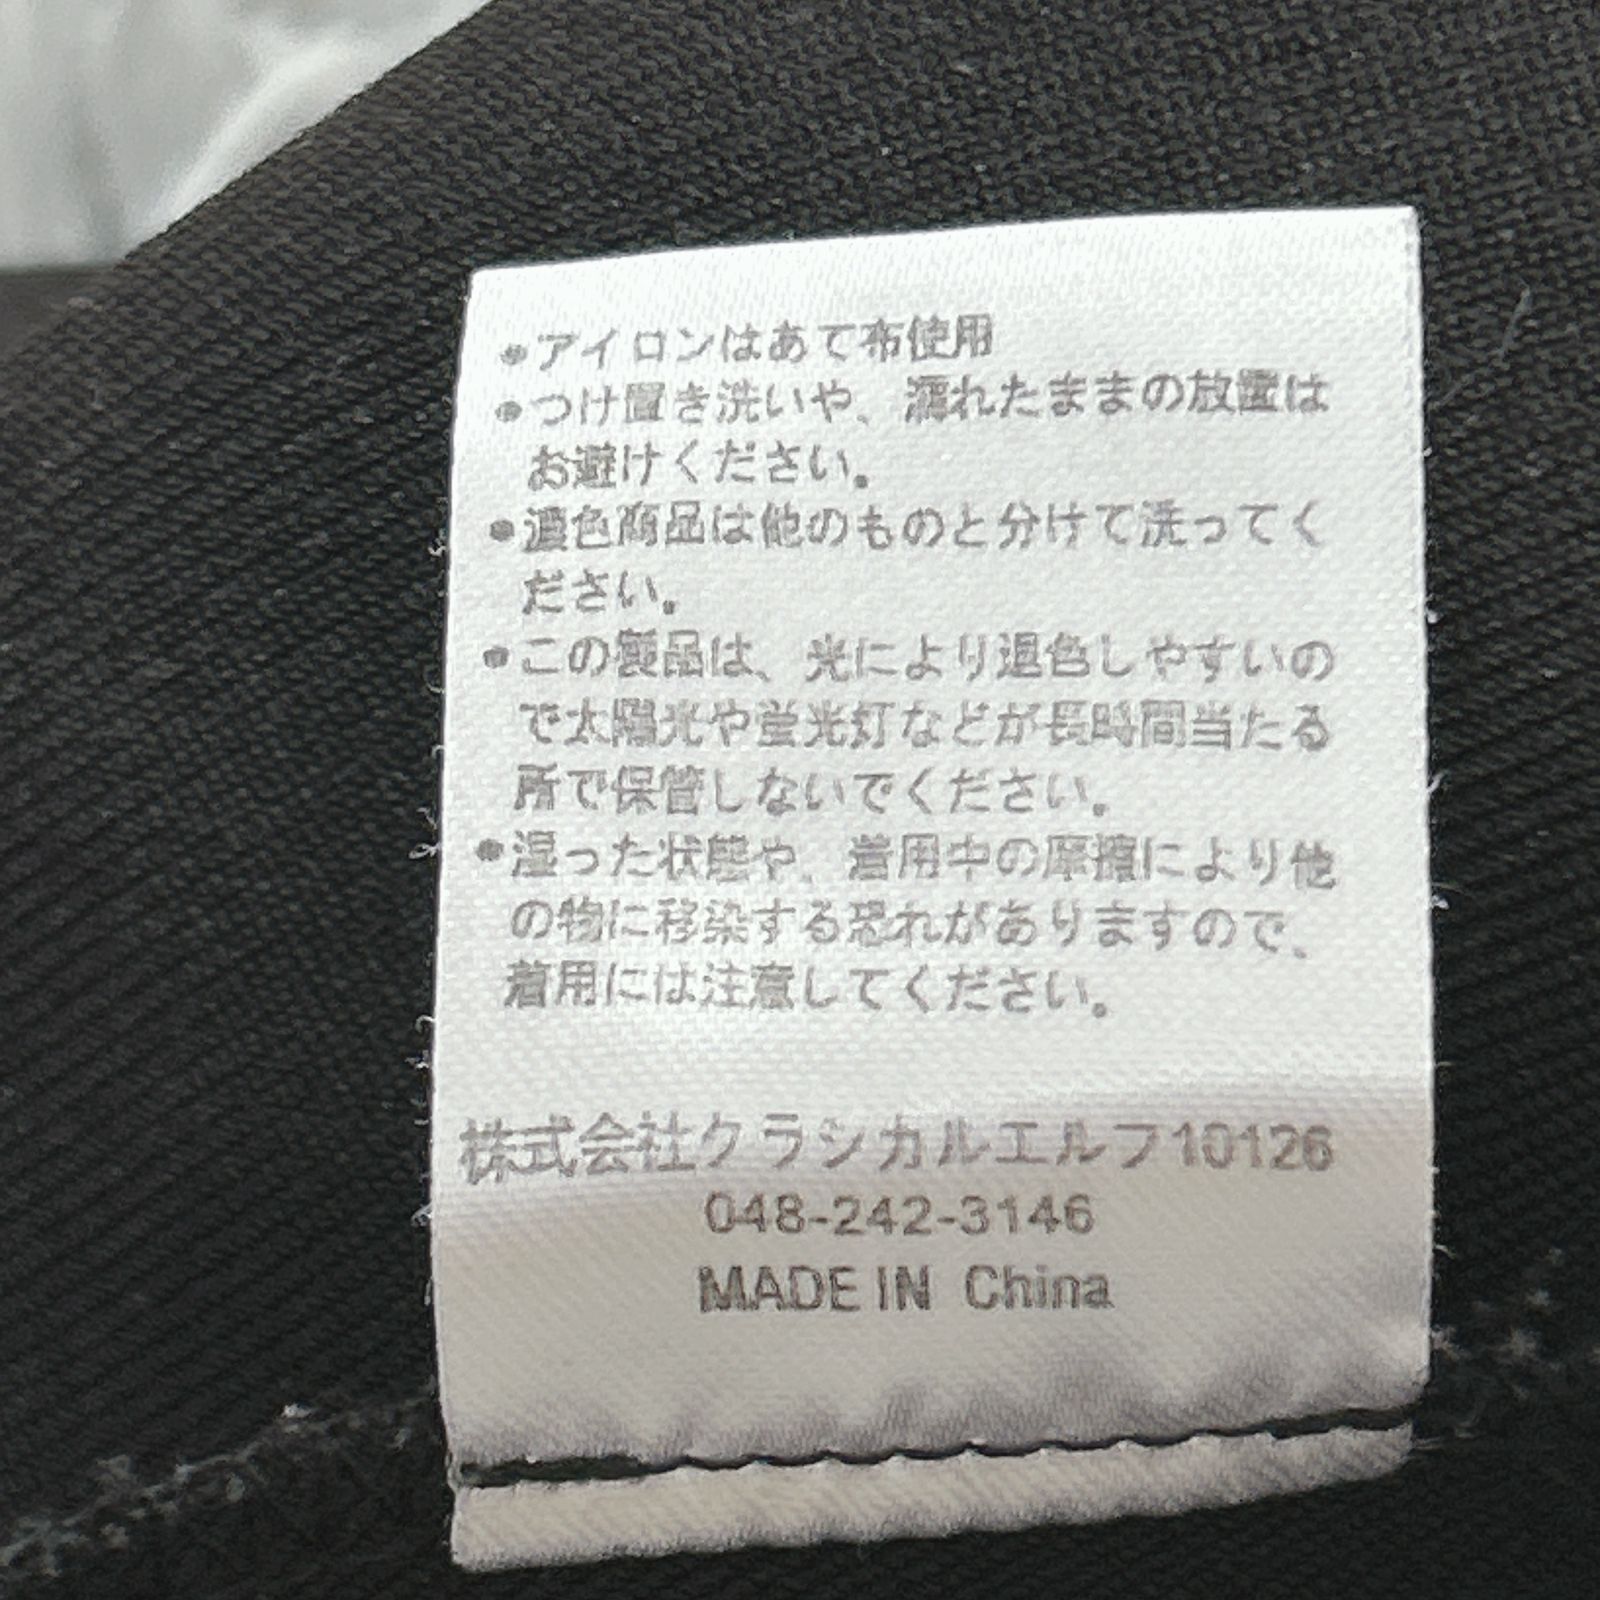 ●アイロンはあて布使用
●つけ置き洗いや、濡れたままの放置は
お避けください。
●濃色商品は他のものと分けて洗ってく
ださい。
●この製品は、光により退色しやすいの
で太陽光や蛍光灯などが長時間当たる
所で保管しないでください。
●湿った状態や、着用中の摩擦により他
の物に移染する恐れがありますので、
着用には注意してください。
株式会社クラシカルエルフ10126
048-242-3146
MADE IN China